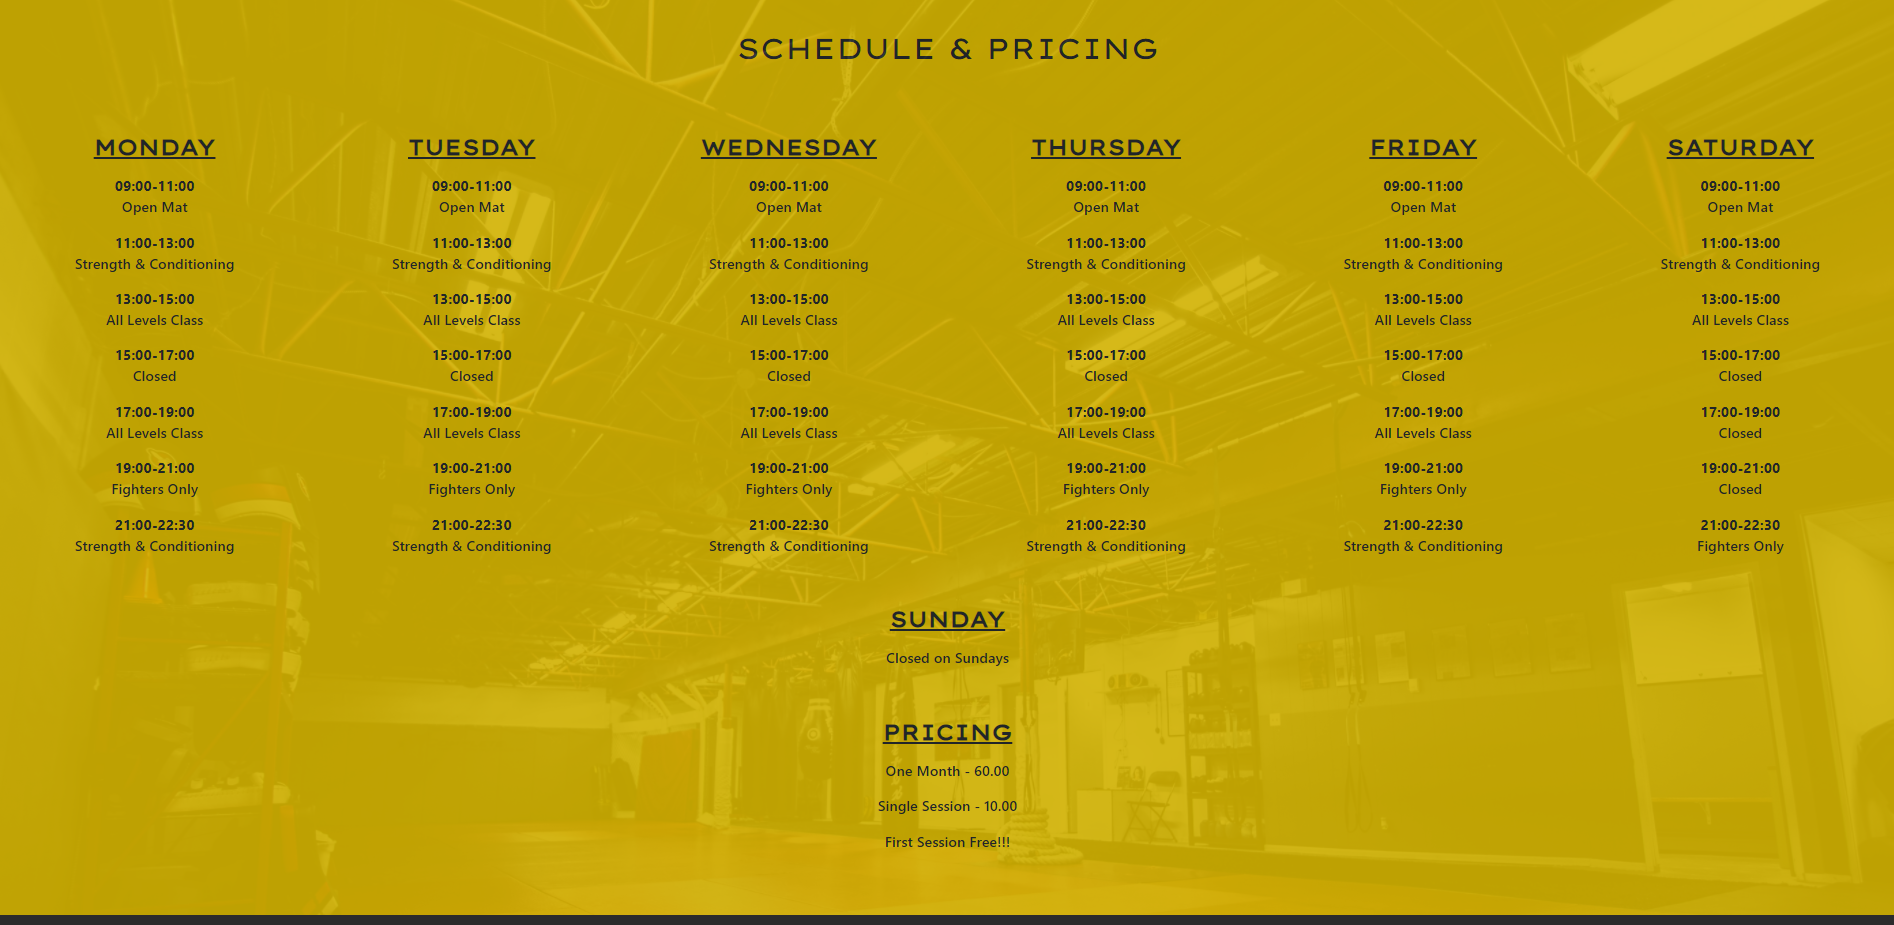 SCHEDULE & PRICING
MONDAY
09:00-11:00
Open Mat
11:00-13:00
Strength & Conditioning
13:00-15:00
All Levels Class
15:00-17:00
Closed
17:00-19:00
All Levels Class
19:00-21:00
Fighters Only
21:00-22:30
Strength & Conditioning
TUESDAY
09:00-11:00
Open Mat
11:00-13:00
Strength & Conditioning
13:00-15:00
All Levels Class
15:00-17:00
Closed
17:00-19:00
All Levels Class
19:00-21:00
Fighters Only
21:00-22:30
Strength & Conditioning
WEDNESDAY
09:00-11:00
Open Mat
11:00-13:00
Strength & Conditioning
13:00-15:00
All Levels Class
15:00-17:00
Closed
17:00-19:00
All Levels Class
19:00-21:00
Fighters Only
21:00-22:30
Strength & Conditioning
THURSDAY
09:00-11:00
Open Mat
11:00-13:00
Strength & Conditioning
13:00-15:00
All Levels Class
15:00-17:00
Closed
17:00-19:00
All Levels Class
19:00-21:00
Fighters Only
21:00-22:30
Strength & Conditioning
FRIDAY
09:00-11:00
Open Mat
11:00-13:00
Strength & Conditioning
13:00-15:00
All Levels Class
15:00-17:00
Closed
17:00-19:00
All Levels Class
19:00-21:00
Fighters Only
21:00-22:30
Strength & Conditioning
SATURDAY
09:00-11:00
Open Mat
11:00-13:00
Strength & Conditioning
13:00-15:00
All Levels Class
15:00-17:00
Closed
17:00-19:00
Closed
19:00-21:00
Closed
21:00-22:30
Fighters Only
SUNDAY
Closed on Sundays
PRICING
One Month - 60.00
Single Session - 10.00
First Session Free!!!